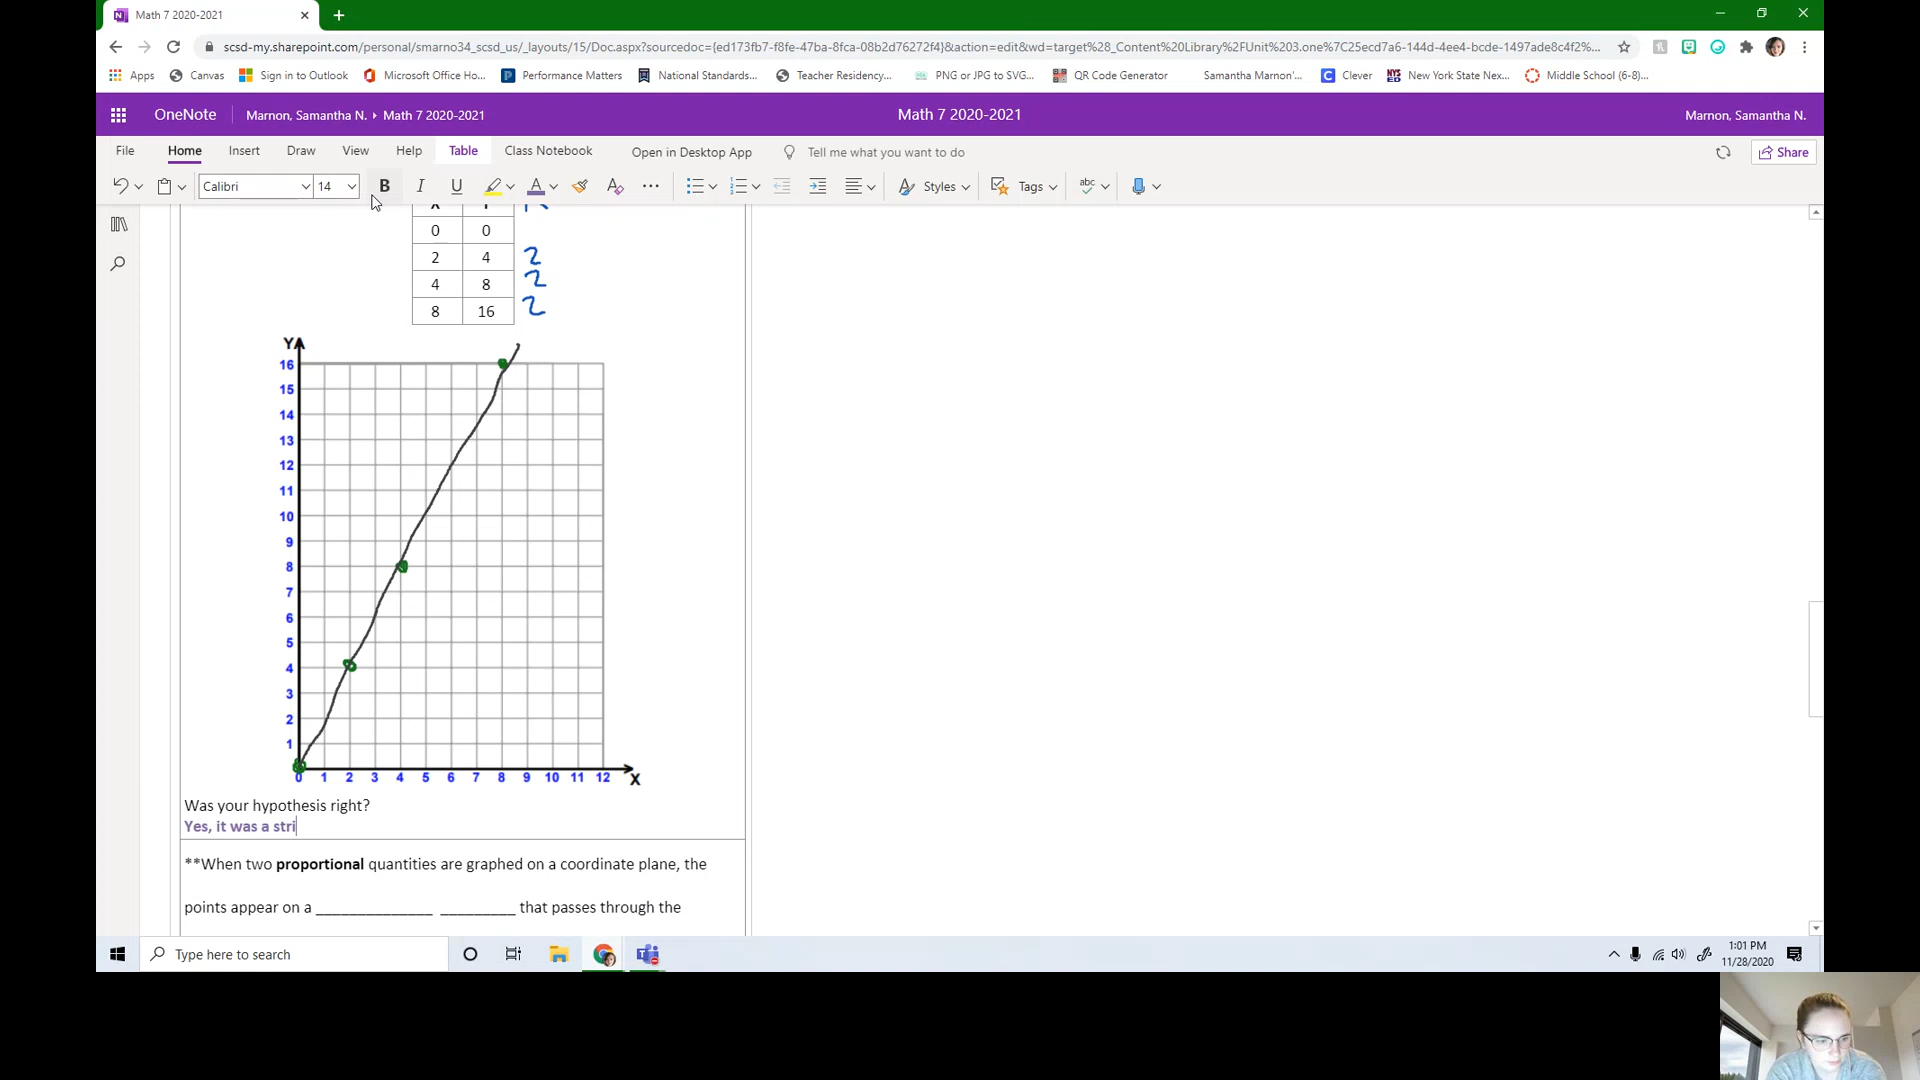 Math 7 2020-2021
scsd-my.sharepoint.com/personal/smarno34_scsd_us/_layouts/15/Doc.aspx?sourcedoc={ed173fb7-f8fe-47ba-8fca-08b2d76272f4}&action=edit&wd=target%28_Content%20Library%2FUnit%203.one%7C25ecd7a6-144d-4ee4-bcde-1497ade8c4f2%...
Apps Canvas Sign in to Outlook Microsoft Office Ho... Performance Matters National Standards... Teacher Residency... PNG or JPG to SVG... QR Code Generator Samantha Marnon'... Clever New York State Nex... Middle School (6-8)...
OneNote Marnon, Samantha N. Math 7 2020-2021 Math 7 2020-2021 Marnon, Samantha N.
File Home Insert Draw View Help Table Class Notebook Open in Desktop App Tell me what you want to do Share
Calibri 14 B I U A A Styles Tags abc
0 0
2 4 2
4 8 2
8 16 2
Y
16
15
14
13
12
11
10
9
8
7
6
5
4
3
2
1
0 1 2 3 4 5 6 7 8 9 10 11 12 X
Was your hypothesis right?
Yes, it was a stri
**When two proportional quantities are graphed on a coordinate plane, the
points appear on a ______________ _________ that passes through the
Type here to search
1:01 PM
11/28/2020